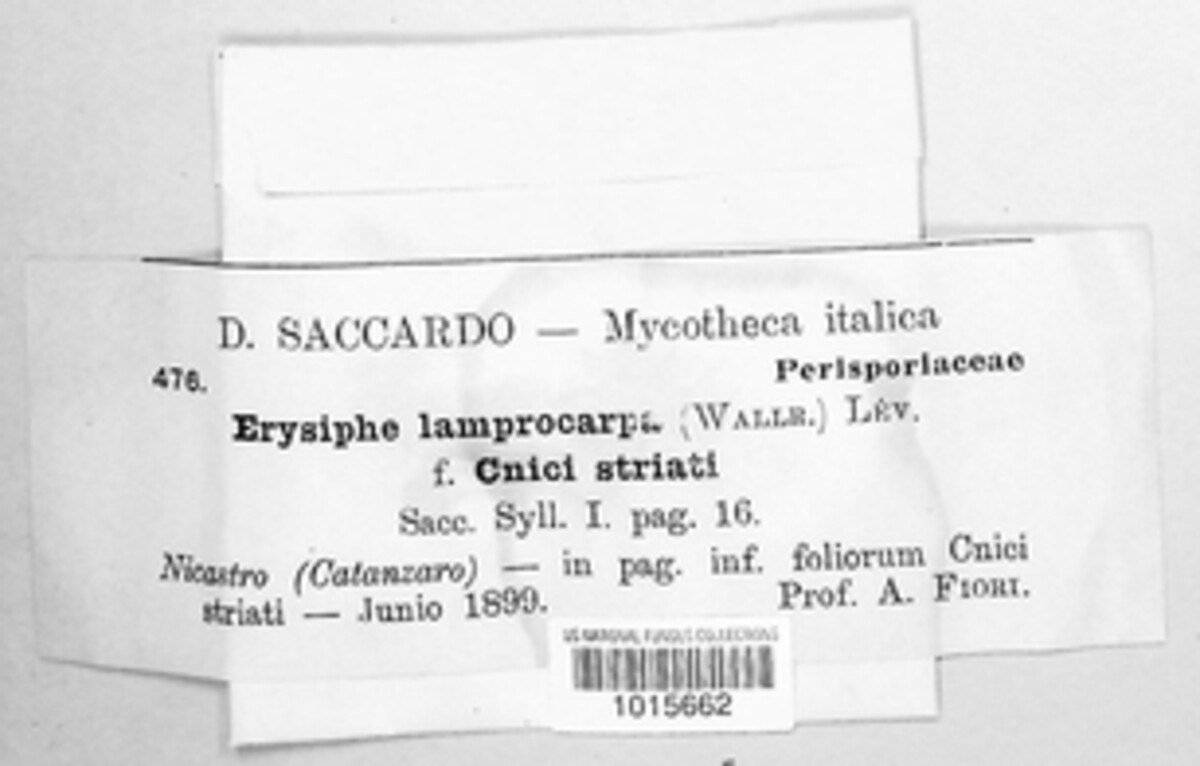 D. SACCARDO — Mycotheca italica
476. Perisporiaceae
Erysiphe lamprocarpa (WALLR.) LÉV.
f. Cnici striati
Sacc. Syll. I. pag. 16.
Nicastro (Catanzaro) — in pag. inf. foliorum Cnici
striati — Junio 1899. Prof. A. FIORI.
US NATIONAL FUNGUS COLLECTIONS
1015662